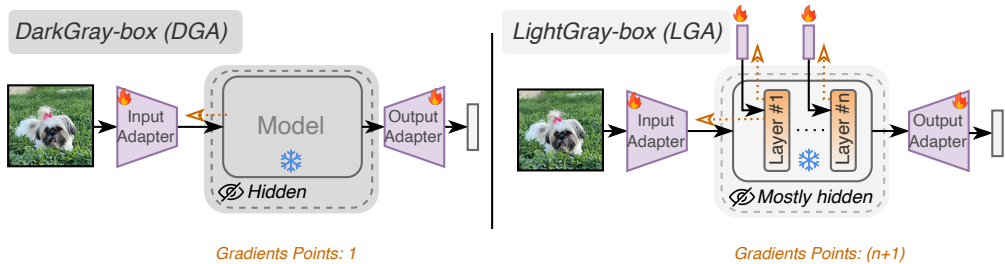 DarkGray-box (DGA)
Input
Adapter
Model
Output
Adapter
Hidden
Gradients Points: 1
LightGray-box (LGA)
Input
Adapter
Layer #1
Layer #n
Output
Adapter
Mostly hidden
Gradients Points: (n+1)